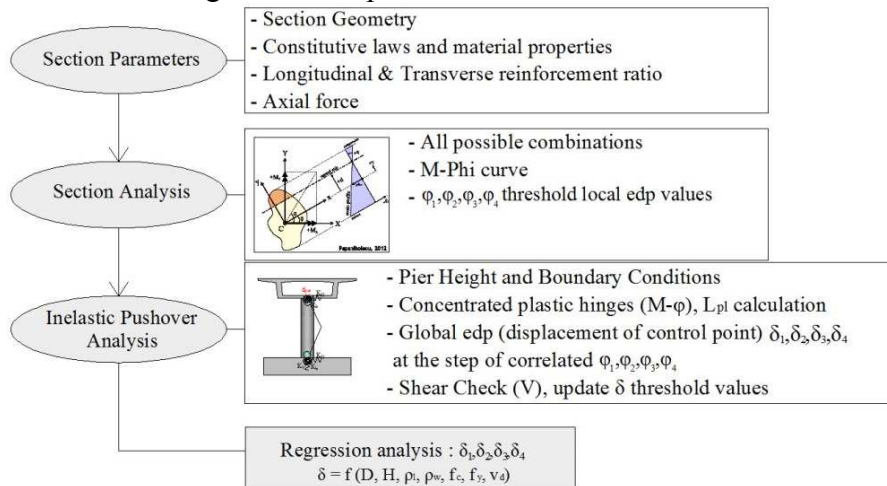 Section Parameters
- Section Geometry
- Constitutive laws and material properties
- Longitudinal & Transverse reinforcement ratio
- Axial force
Section Analysis
Papanikolaou, 2012
- All possible combinations
- M-Phi curve
- φ₁,φ₂,φ₃,φ₄ threshold local edp values
Inelastic Pushover
Analysis
- Pier Height and Boundary Conditions
- Concentrated plastic hinges (M-φ), Lpl calculation
- Global edp (displacement of control point) δ₁,δ₂,δ₃,δ₄
at the step of correlated φ₁,φ₂,φ₃,φ₄
- Shear Check (V), update δ threshold values
Regression analysis : δ₁,δ₂,δ₃,δ₄
δ = f (D, H, ρₗ, ρw, fc, fy, vd)